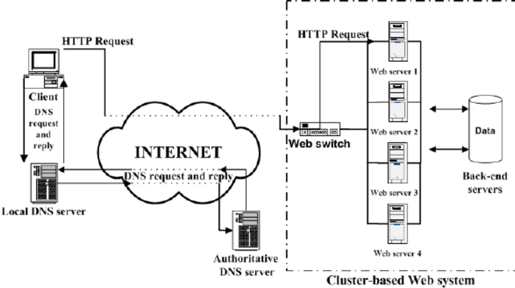 HTTP Request
HTTP Request
Client
DNS
request
and
reply
Local DNS server
INTERNET
DNS request and reply
Authoritative
DNS server
Web switch
Web server 1
Web server 2
Web server 3
Web server 4
Data
Back-end
servers
Cluster-based Web system